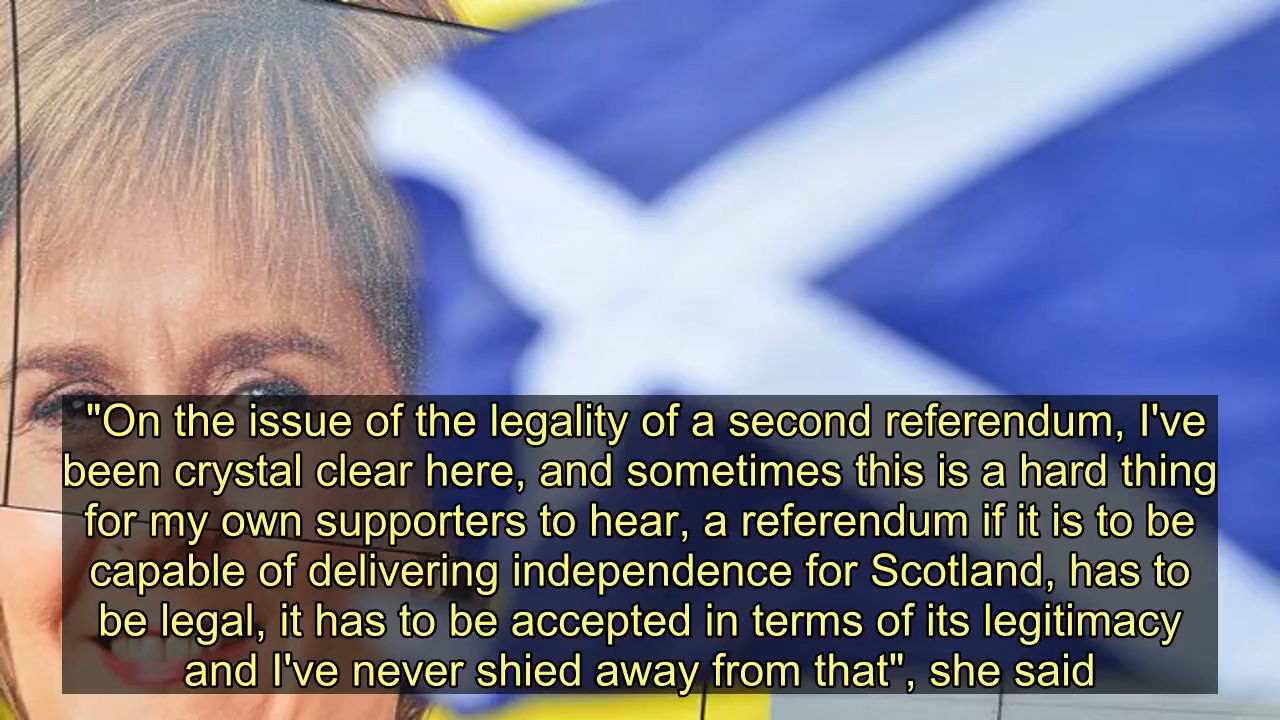 "On the issue of the legality of a second referendum, I've
been crystal clear here, and sometimes this is a hard thing
for my own supporters to hear, a referendum if it is to be
capable of delivering independence for Scotland, has to
be legal, it has to be accepted in terms of its legitimacy
and I've never shied away from that", she said